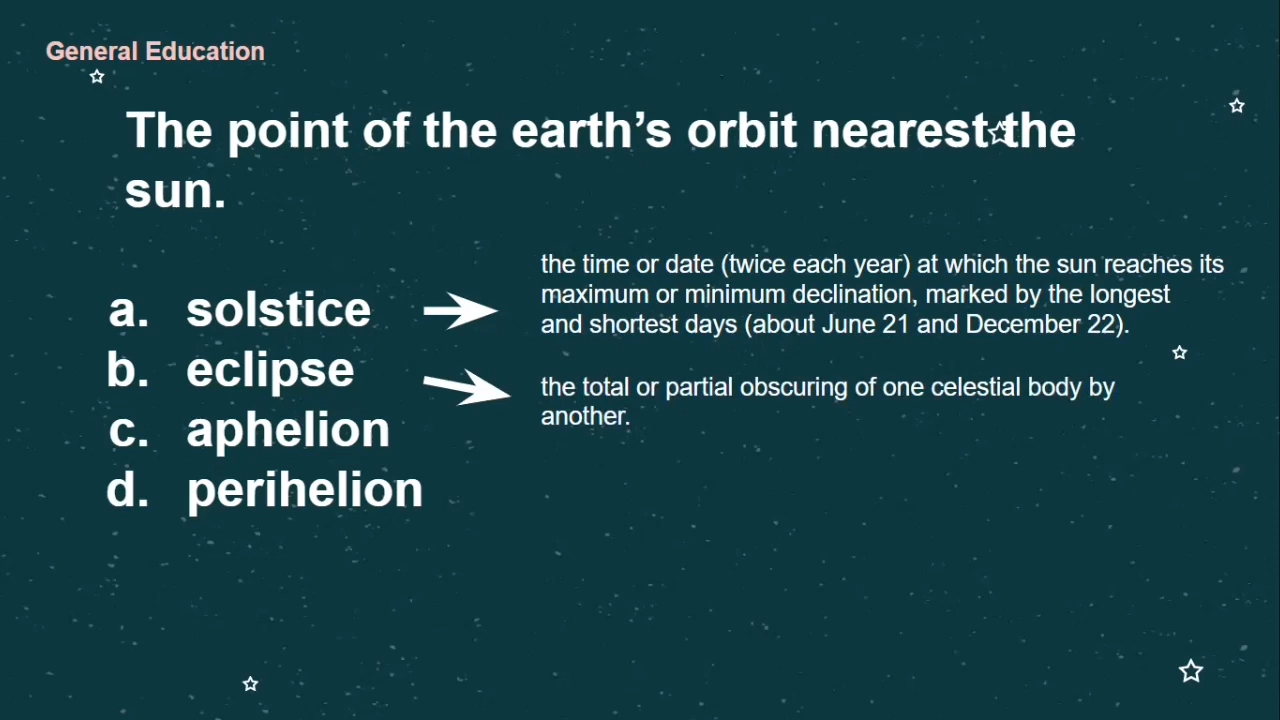 General Education
The point of the earth’s orbit nearest the
sun.
the time or date (twice each year) at which the sun reaches its
maximum or minimum declination, marked by the longest
and shortest days (about June 21 and December 22).
a. solstice
b. eclipse
the total or partial obscuring of one celestial body by
another.
c. aphelion
d. perihelion